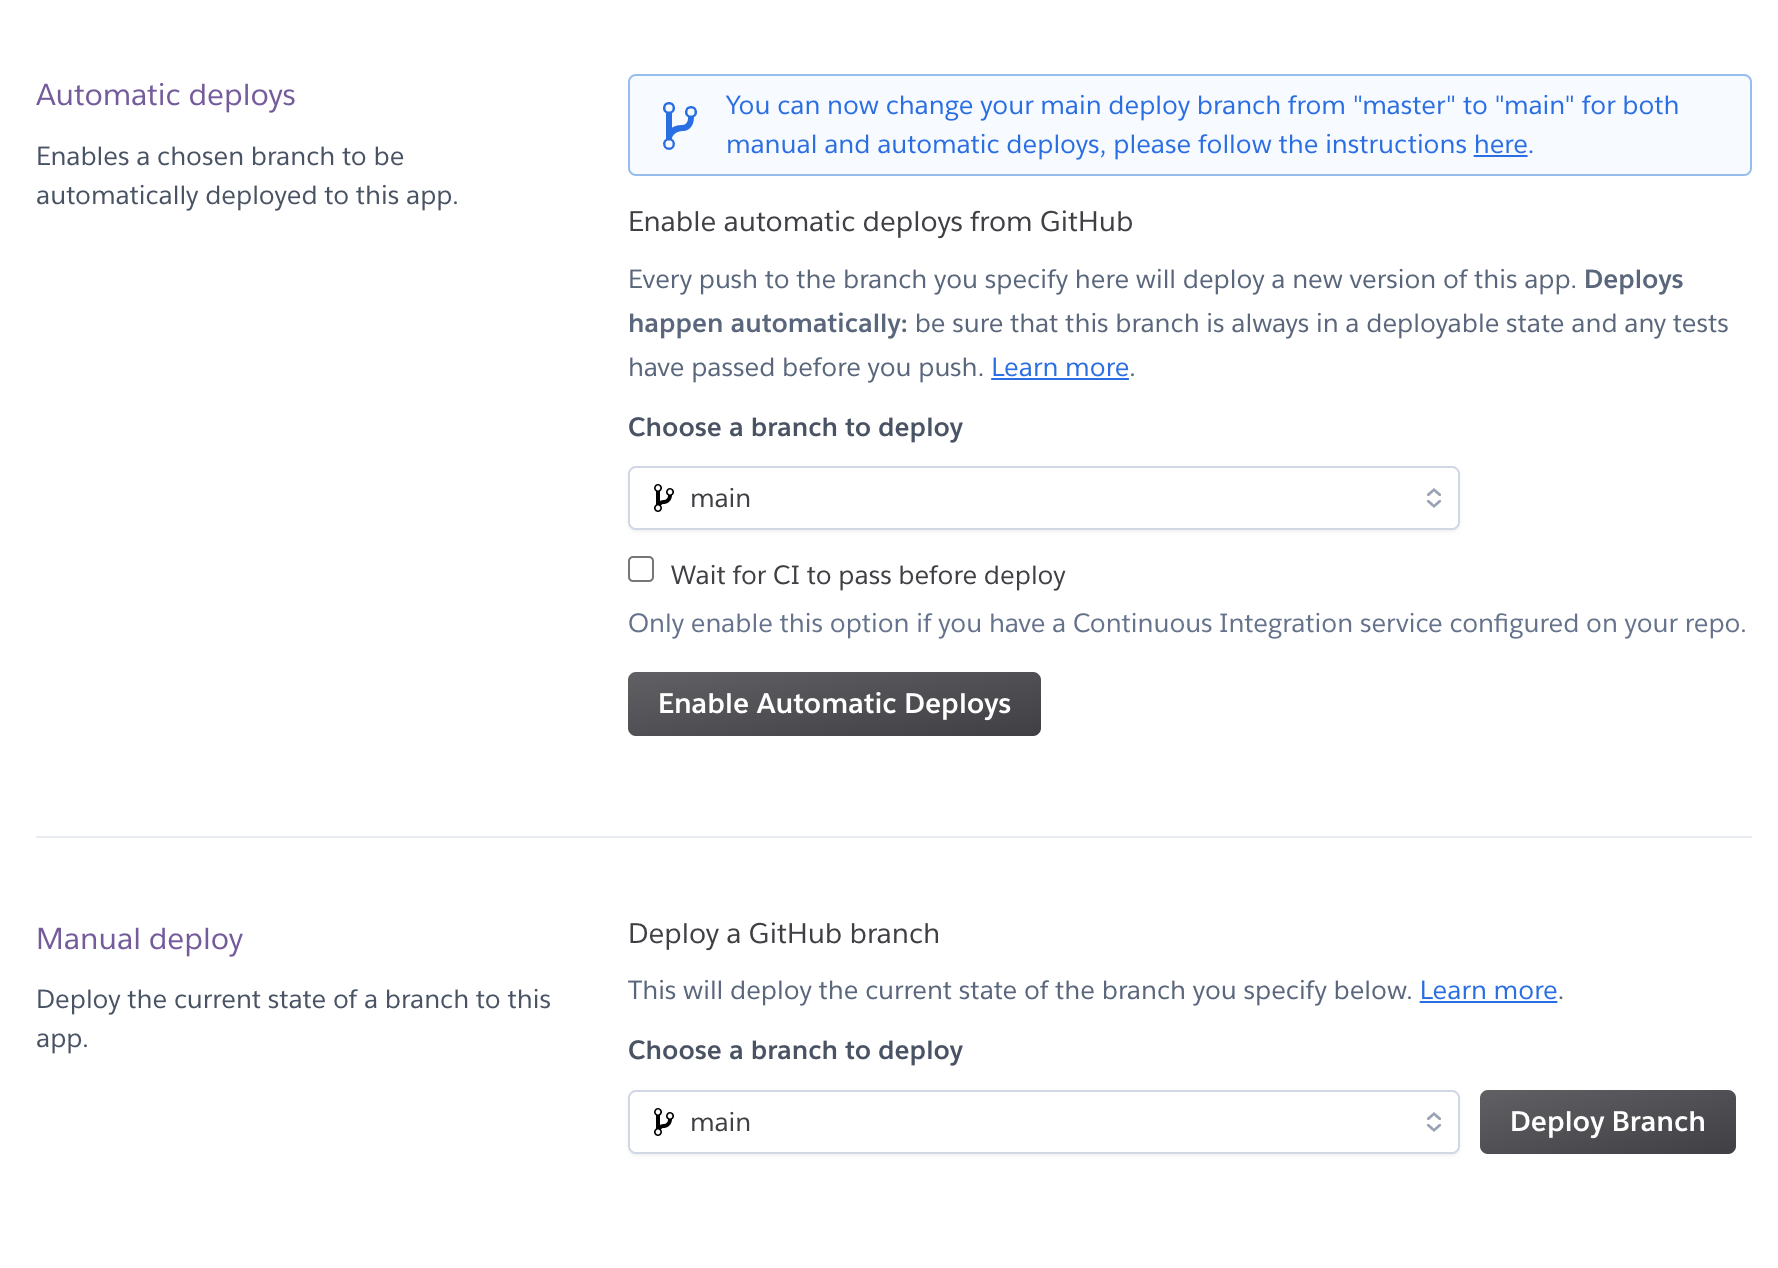 Automatic deploys
Enables a chosen branch to be
automatically deployed to this app.
You can now change your main deploy branch from "master" to "main" for both
manual and automatic deploys, please follow the instructions here.
Enable automatic deploys from GitHub
Every push to the branch you specify here will deploy a new version of this app. Deploys
happen automatically: be sure that this branch is always in a deployable state and any tests
have passed before you push. Learn more.
Choose a branch to deploy
main
Wait for CI to pass before deploy
Only enable this option if you have a Continuous Integration service configured on your repo.
Enable Automatic Deploys
Manual deploy
Deploy the current state of a branch to this
app.
Deploy a GitHub branch
This will deploy the current state of the branch you specify below. Learn more.
Choose a branch to deploy
main
Deploy Branch